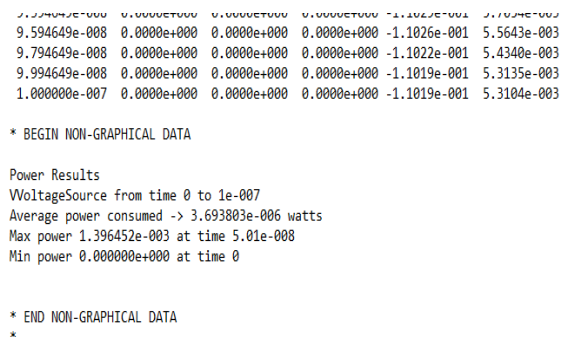 9.594649e-008 0.0000e+000 0.0000e+000 0.0000e+000 -1.1026e-001 5.5643e-003
9.794649e-008 0.0000e+000 0.0000e+000 0.0000e+000 -1.1022e-001 5.4340e-003
9.994649e-008 0.0000e+000 0.0000e+000 0.0000e+000 -1.1019e-001 5.3135e-003
1.000000e-007 0.0000e+000 0.0000e+000 0.0000e+000 -1.1019e-001 5.3104e-003
* BEGIN NON-GRAPHICAL DATA
Power Results
VVoltageSource from time 0 to 1e-007
Average power consumed -> 3.693803e-006 watts
Max power 1.396452e-003 at time 5.01e-008
Min power 0.000000e+000 at time 0
* END NON-GRAPHICAL DATA
*